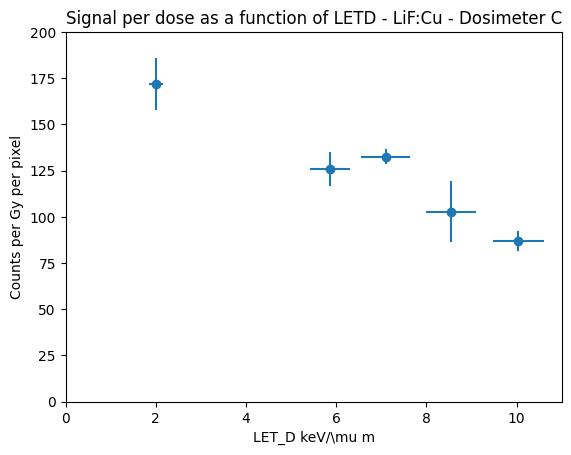 Signal per dose as a function of LETD - LiF:Cu - Dosimeter C
Counts per Gy per pixel
200
175
150
125
100
75
50
25
0
0 2 4 6 8 10
LET_D keV/\mu m